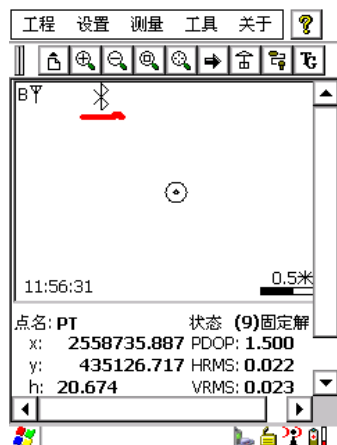 工程 设置 测量 工具 关于
B
11:56:31 0.5米
点名: PT 状态 (9)固定解
x: 2558735.887 PDOP: 1.500
y: 435126.717 HRMS: 0.022
h: 20.674 VRMS: 0.023